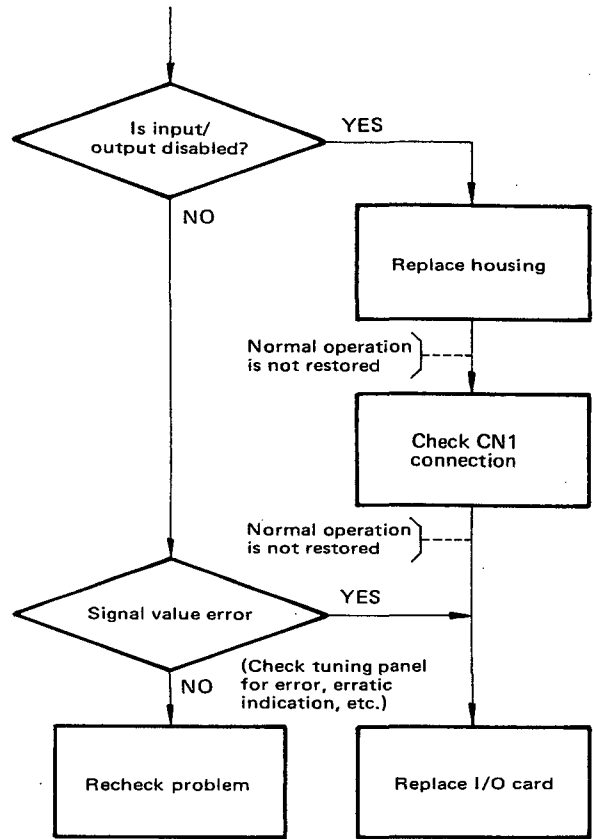 Is input/
output disabled?
YES
NO
Replace housing
Normal operation
is not restored
Check CN1
connection
Normal operation
is not restored
Signal value error
YES
(Check tuning panel
for error, erratic
indication, etc.)
NO
Recheck problem
Replace I/O card